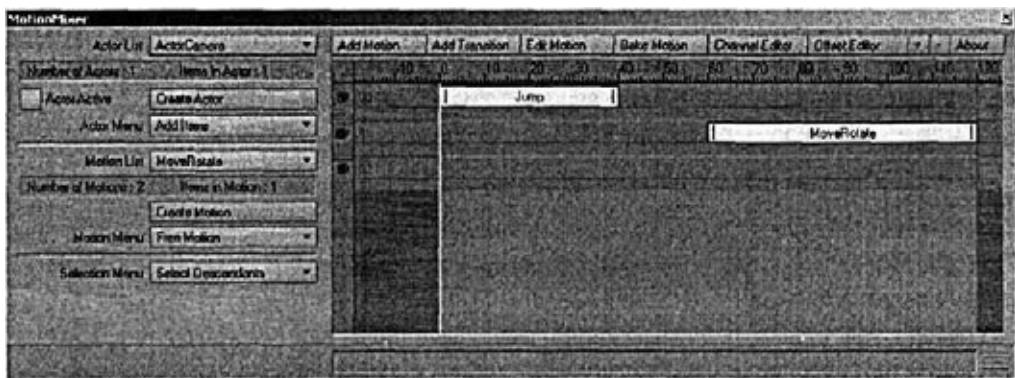 MotionMixer
Actor List ActorCamera
Add Motion Add Transition Edit Motion Bake Motion Channel Editor Offset Editor About
Number of Actors : 1 Items In Actor : 1
-10 0 10 20 30 40 50 60 70 80 90 100 110 120
Actor Active Create Actor
Jump
Actor Menu Add Items
MoveRotate
Motion List MoveRotate
Number of Motions : 2 Items in Motion : 1
Create Motion
Motion Menu
Selection Menu Select Descendants